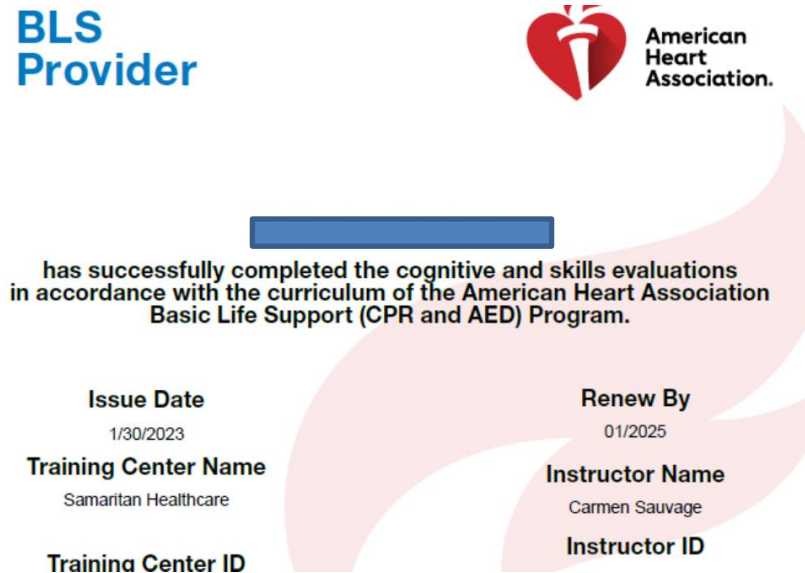 BLS
Provider
American
Heart
Association.
has successfully completed the cognitive and skills evaluations
in accordance with the curriculum of the American Heart Association
Basic Life Support (CPR and AED) Program.
Issue Date
1/30/2023
Training Center Name
Samaritan Healthcare
Training Center ID
Renew By
01/2025
Instructor Name
Carmen Sauvage
Instructor ID